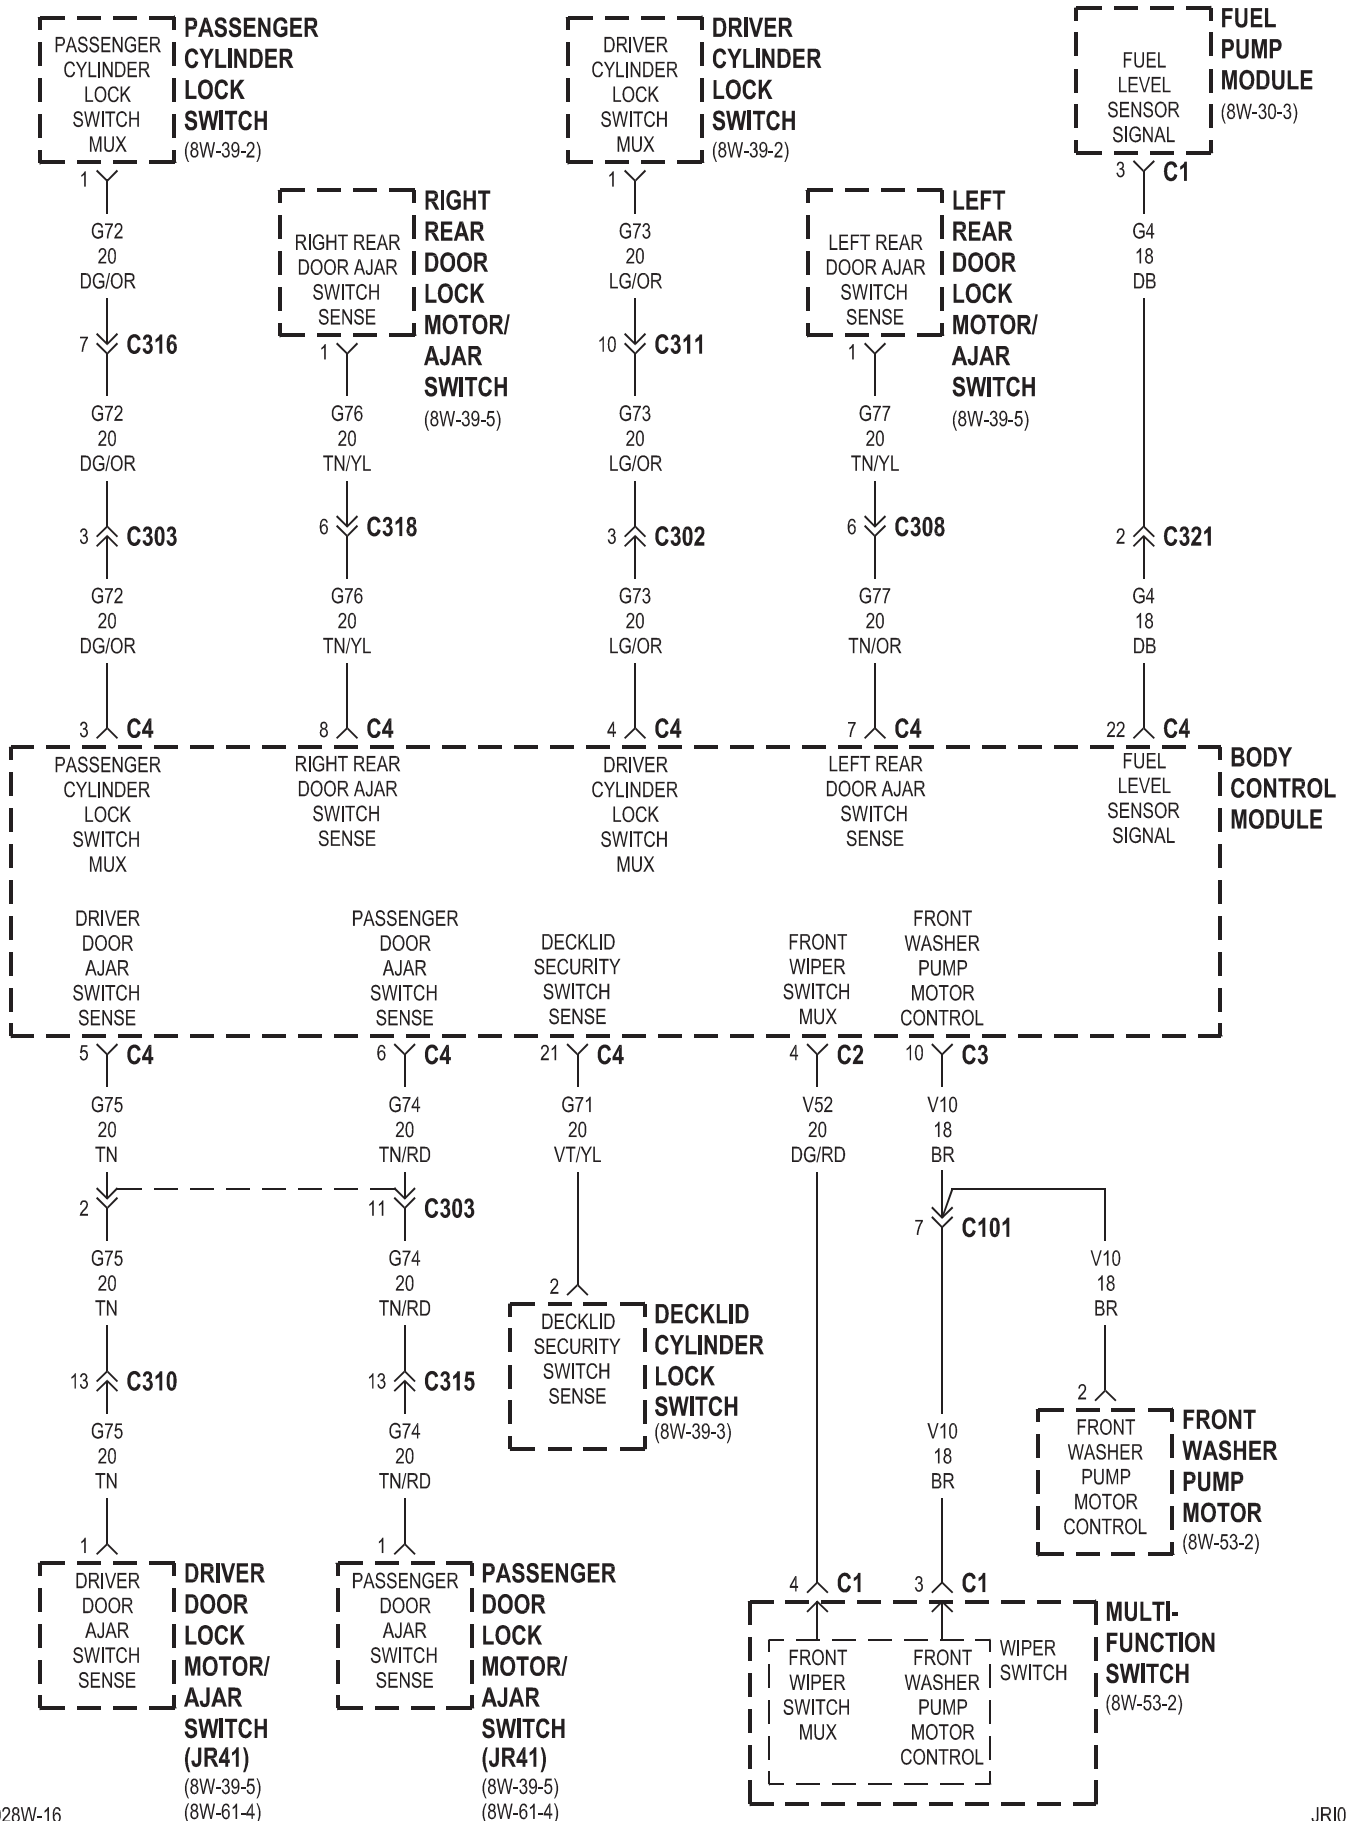 PASSENGER
CYLINDER
LOCK
SWITCH
MUX
PASSENGER
CYLINDER
LOCK
SWITCH
(8W-39-2)
DRIVER
CYLINDER
LOCK
SWITCH
MUX
DRIVER
CYLINDER
LOCK
SWITCH
(8W-39-2)
FUEL
LEVEL
SENSOR
SIGNAL
FUEL
PUMP
MODULE
(8W-30-3)
1
G72
20
DG/OR
7 C316
G72
20
DG/OR
3 C303
G72
20
DG/OR
3 C4
RIGHT REAR
DOOR AJAR
SWITCH
SENSE
RIGHT
REAR
DOOR
LOCK
MOTOR/
AJAR
SWITCH
(8W-39-5)
1
G76
20
TN/YL
6 C318
G76
20
TN/YL
8 C4
1
G73
20
LG/OR
10 C311
G73
20
LG/OR
3 C302
G73
20
LG/OR
4 C4
LEFT REAR
DOOR AJAR
SWITCH
SENSE
LEFT
REAR
DOOR
LOCK
MOTOR/
AJAR
SWITCH
(8W-39-5)
1
G77
20
TN/YL
6 C308
G77
20
TN/OR
7 C4
3 C1
G4
18
DB
2 C321
G4
18
DB
22 C4
BODY
CONTROL
MODULE
PASSENGER
CYLINDER
LOCK
SWITCH
MUX
RIGHT REAR
DOOR AJAR
SWITCH
SENSE
DRIVER
CYLINDER
LOCK
SWITCH
MUX
LEFT REAR
DOOR AJAR
SWITCH
SENSE
FUEL
LEVEL
SENSOR
SIGNAL
DRIVER
DOOR
AJAR
SWITCH
SENSE
PASSENGER
DOOR
AJAR
SWITCH
SENSE
DECKLID
SECURITY
SWITCH
SENSE
FRONT
WIPER
SWITCH
MUX
FRONT
WASHER
PUMP
MOTOR
CONTROL
5 C4
G75
20
TN
2
G75
20
TN
13 C310
G75
20
TN
1
DRIVER
DOOR
AJAR
SWITCH
SENSE
DRIVER
DOOR
LOCK
MOTOR/
AJAR
SWITCH
(JR41)
(8W-39-5)
(8W-61-4)
6 C4
G74
20
TN/RD
11 C303
G74
20
TN/RD
13 C315
G74
20
TN/RD
1
PASSENGER
DOOR
AJAR
SWITCH
SENSE
PASSENGER
DOOR
LOCK
MOTOR/
AJAR
SWITCH
(JR41)
(8W-39-5)
(8W-61-4)
21 C4
G71
20
VT/YL
2
DECKLID
SECURITY
SWITCH
SENSE
DECKLID
CYLINDER
LOCK
SWITCH
(8W-39-3)
4 C2
V52
20
DG/RD
4 C1
10 C3
V10
18
BR
7 C101
V10
18
BR
3 C1
V10
18
BR
2
FRONT
WASHER
PUMP
MOTOR
CONTROL
FRONT
WASHER
PUMP
MOTOR
(8W-53-2)
FRONT
WIPER
SWITCH
MUX
FRONT
WASHER
PUMP
MOTOR
CONTROL
WIPER
SWITCH
MULTI-
FUNCTION
SWITCH
(8W-53-2)
028W-16
JRI0